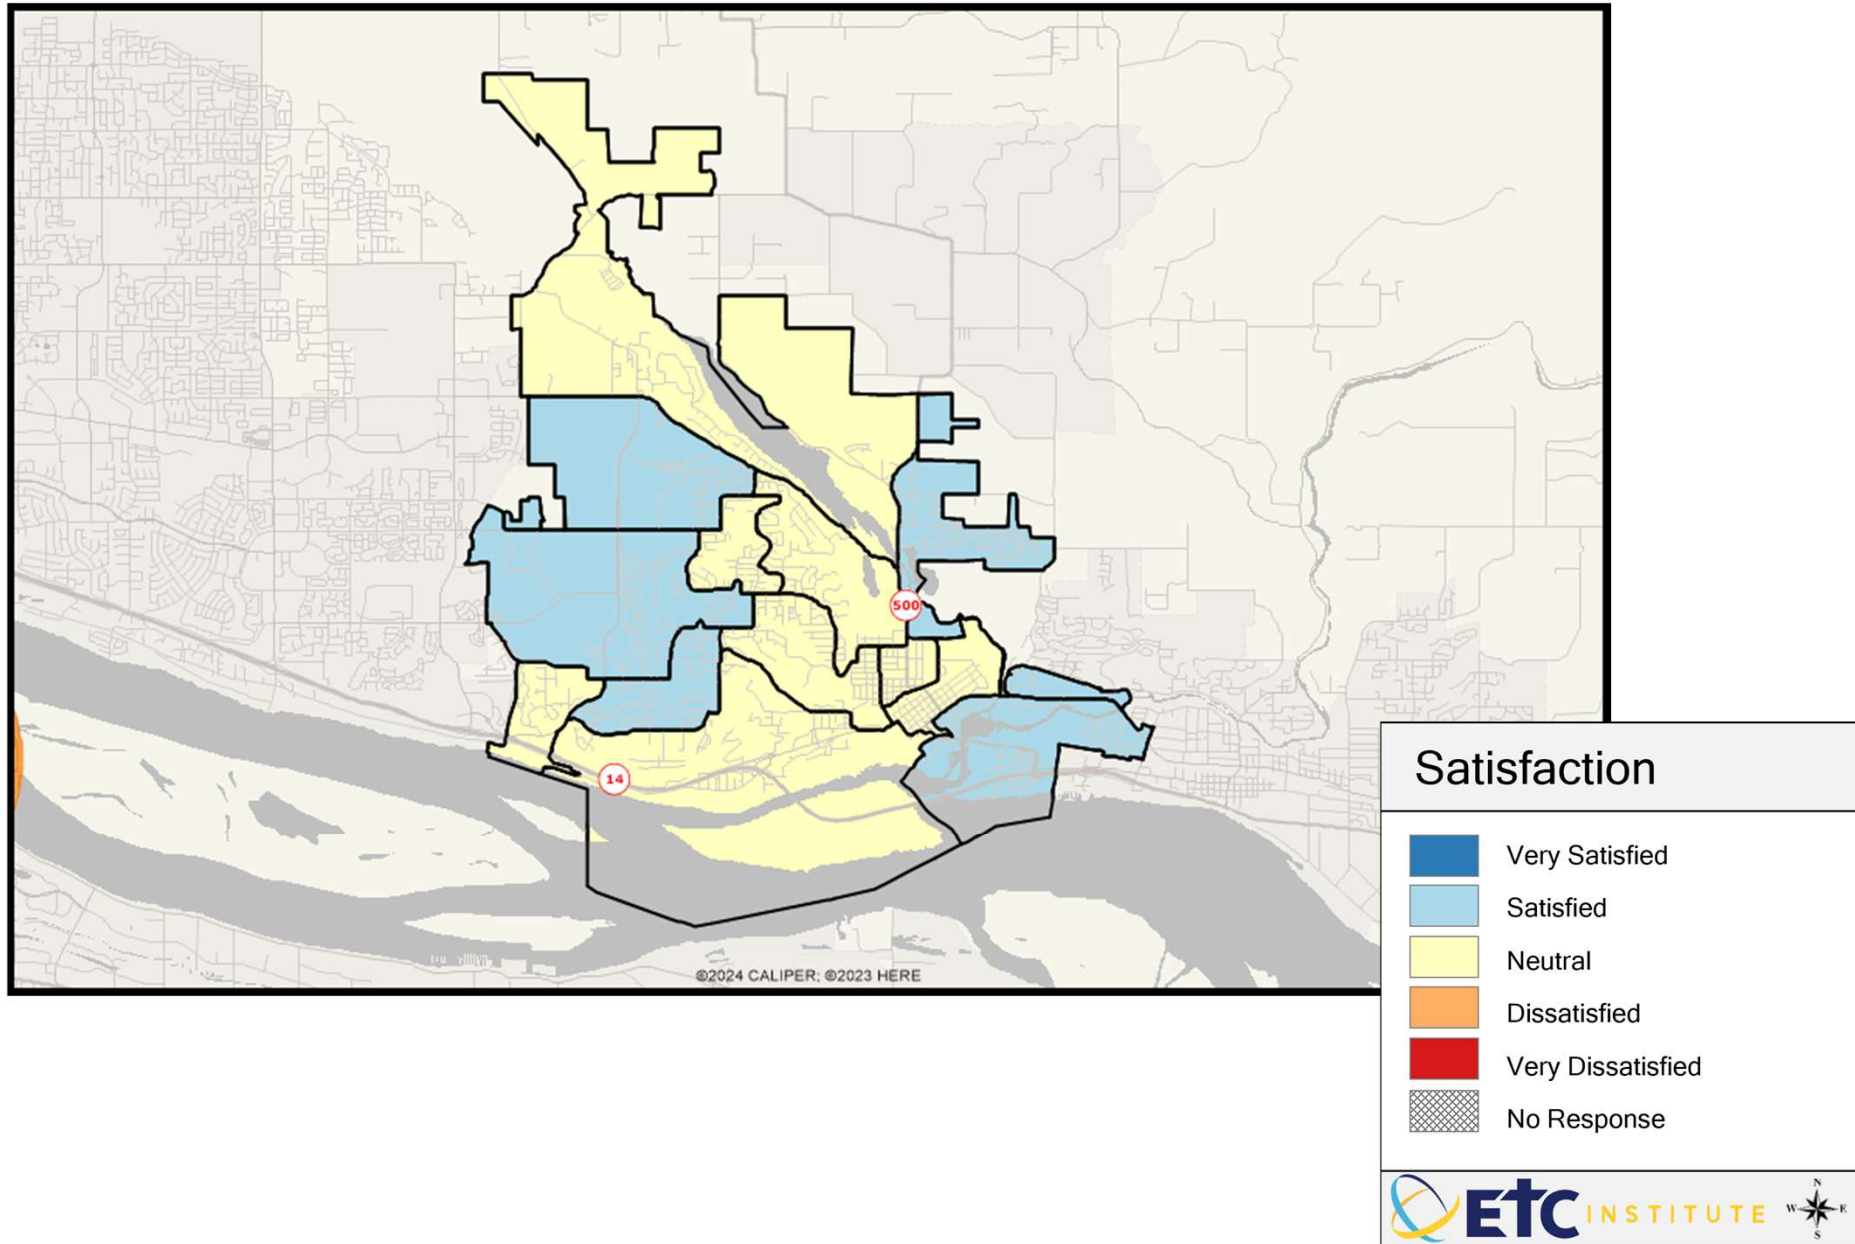 500
14
©2024 CALIPER; ©2023 HERE
Satisfaction
Very Satisfied
Satisfied
Neutral
Dissatisfied
Very Dissatisfied
No Response
ETC INSTITUTE
N
W E
S